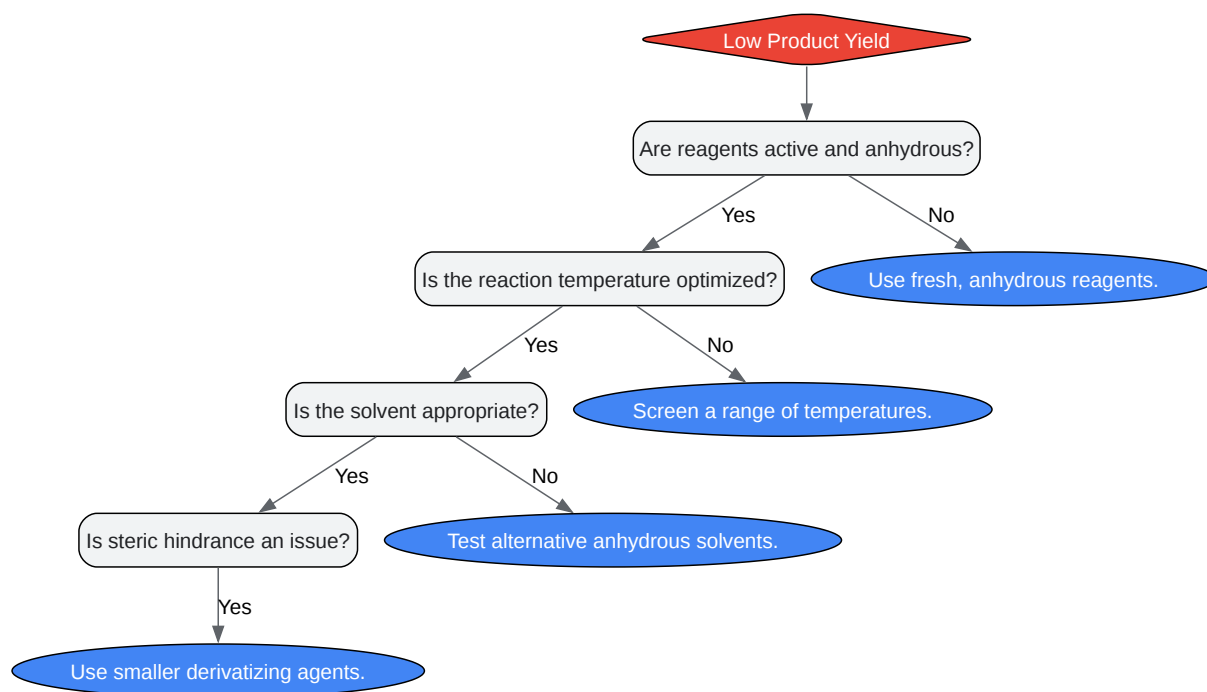 Low Product Yield
Are reagents active and anhydrous?
Yes
No
Is the reaction temperature optimized?
Use fresh, anhydrous reagents.
Yes
No
Is the solvent appropriate?
Screen a range of temperatures.
Yes
No
Is steric hindrance an issue?
Test alternative anhydrous solvents.
Yes
Use smaller derivatizing agents.